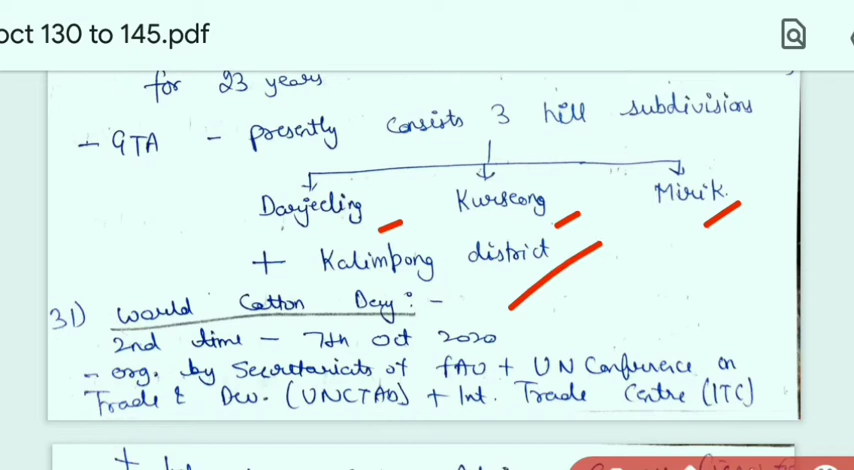 oct 130 to 145.pdf
for 23 years
GTA - presently consists 3 hill subdivisions
Darjeeling Kurseong Mirik.
+ Kalimpong district
31) World Cotton Day: -
2nd time - 7th Oct 2020
- org. by Secretariats of FAO + UN Conference on
Trade & Dev. (UNCTAD) + Int. Trade Centre (ITC)